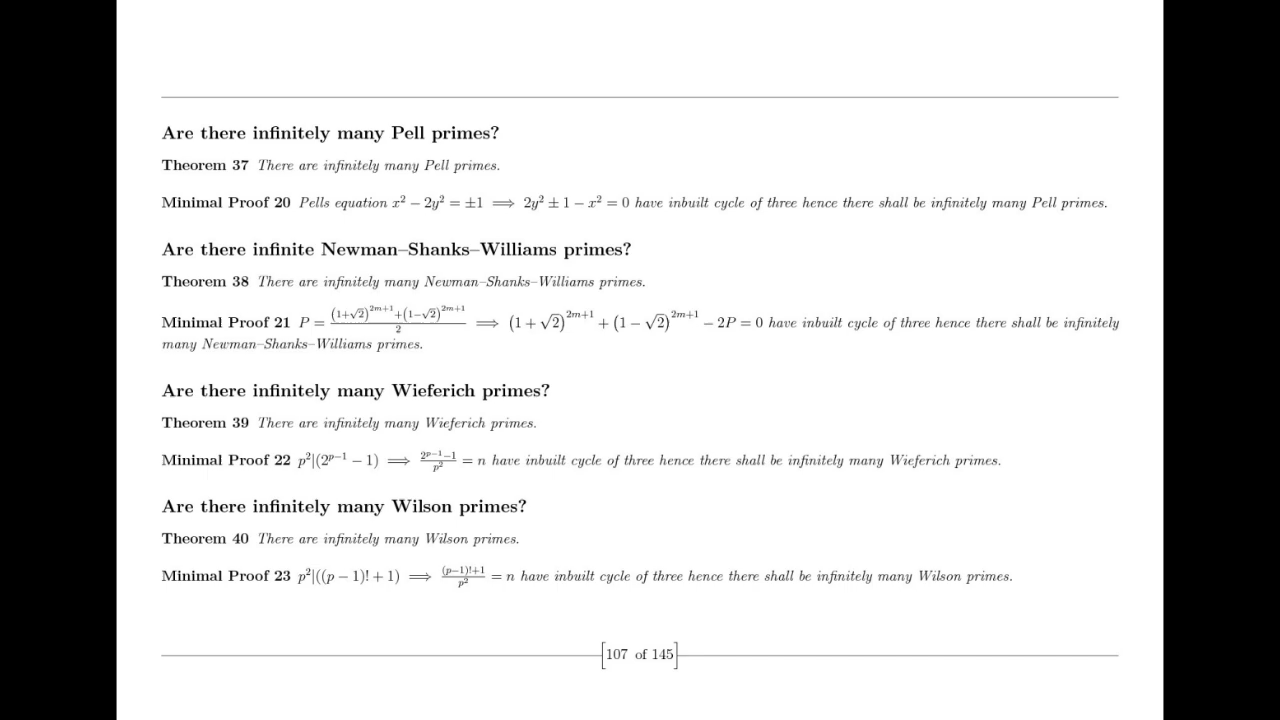 Are there infinitely many Pell primes?
Theorem 37 There are infinitely many Pell primes.
Minimal Proof 20 Pells equation x² − 2y² = ±1 ⟹ 2y² ± 1 − x² = 0 have inbuilt cycle of three hence there shall be infinitely many Pell primes.
Are there infinite Newman–Shanks–Williams primes?
Theorem 38 There are infinitely many Newman–Shanks–Williams primes.
Minimal Proof 21 P = \frac{(1+√2)^{2m+1}+(1−√2)^{2m+1}}{2} ⟹ (1 + √2)^{2m+1} + (1 − √2)^{2m+1} − 2P = 0 have inbuilt cycle of three hence there shall be infinitely
many Newman–Shanks–Williams primes.
Are there infinitely many Wieferich primes?
Theorem 39 There are infinitely many Wieferich primes.
Minimal Proof 22 p²|(2^{p−1} − 1) ⟹ \frac{2^{p−1}−1}{p²} = n have inbuilt cycle of three hence there shall be infinitely many Wieferich primes.
Are there infinitely many Wilson primes?
Theorem 40 There are infinitely many Wilson primes.
Minimal Proof 23 p²|((p − 1)! + 1) ⟹ \frac{(p−1)!+1}{p²} = n have inbuilt cycle of three hence there shall be infinitely many Wilson primes.
[107 of 145]